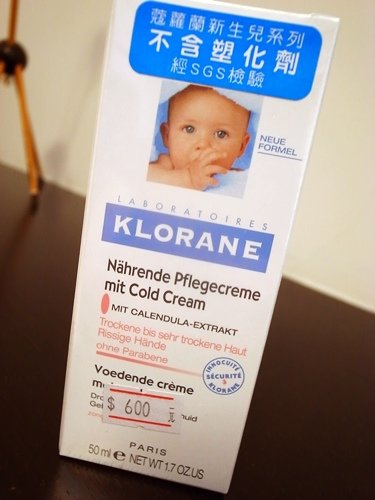 蔻蘿蘭新生兒系列
不含塑化劑
經SGS檢驗
NEUE
FORMEL
LABORATOIRES
KLORANE
Nährende Pflegecreme
mit Cold Cream
MIT CALENDULA-EXTRAKT
Trockene bis sehr trockene Haut
Rissige Hände
ohne Parabene
INNOCUITÉ
SÉCURITÉ
KLORANE
Voedende crème
$ 600
PARIS
50 ml e NET WT 1.7 OZ.US